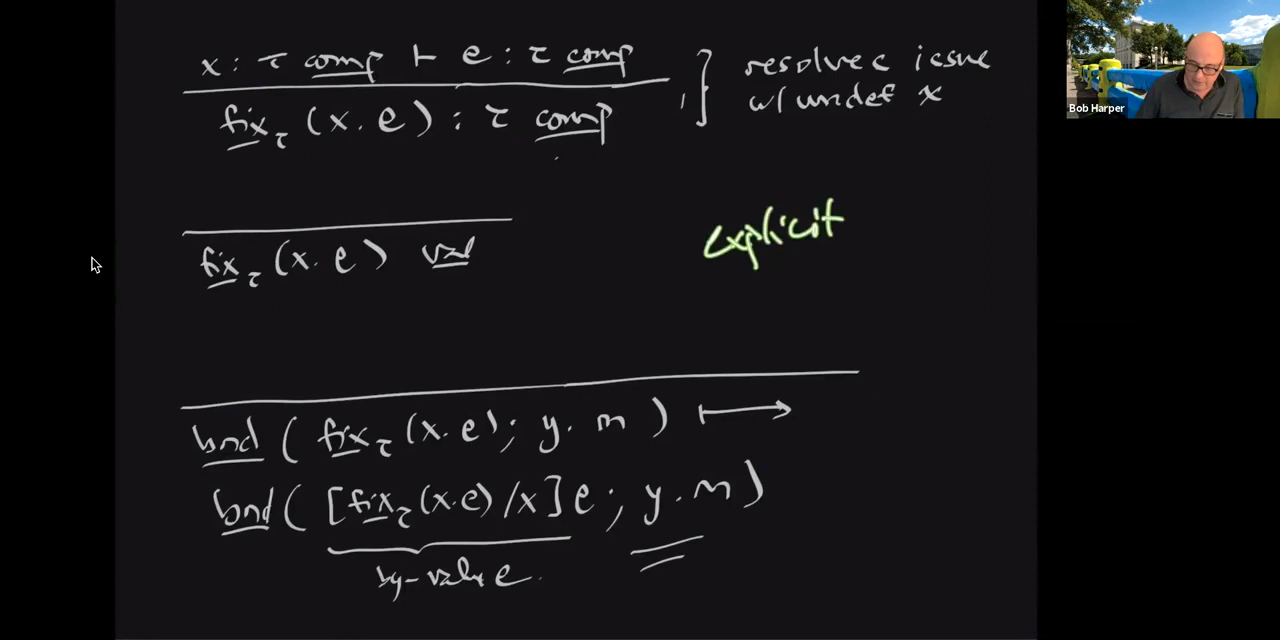 x : τ comp ⊢ e : τ comp
fix_τ (x. e) : τ comp
resolves issue
w/ undef x
Bob Harper
fix_τ (x. e) val
explicit
bnd ( fix_τ (x. e) ; y. m ) ⟼
bnd ( [fix_τ (x. e) / x] e ; y. m )
by-value